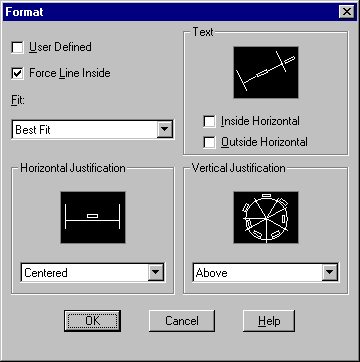 Format
User Defined
Force Line Inside
Fit:
Best Fit
Text
Inside Horizontal
Outside Horizontal
Horizontal Justification
Centered
Vertical Justification
Above
OK
Cancel
Help